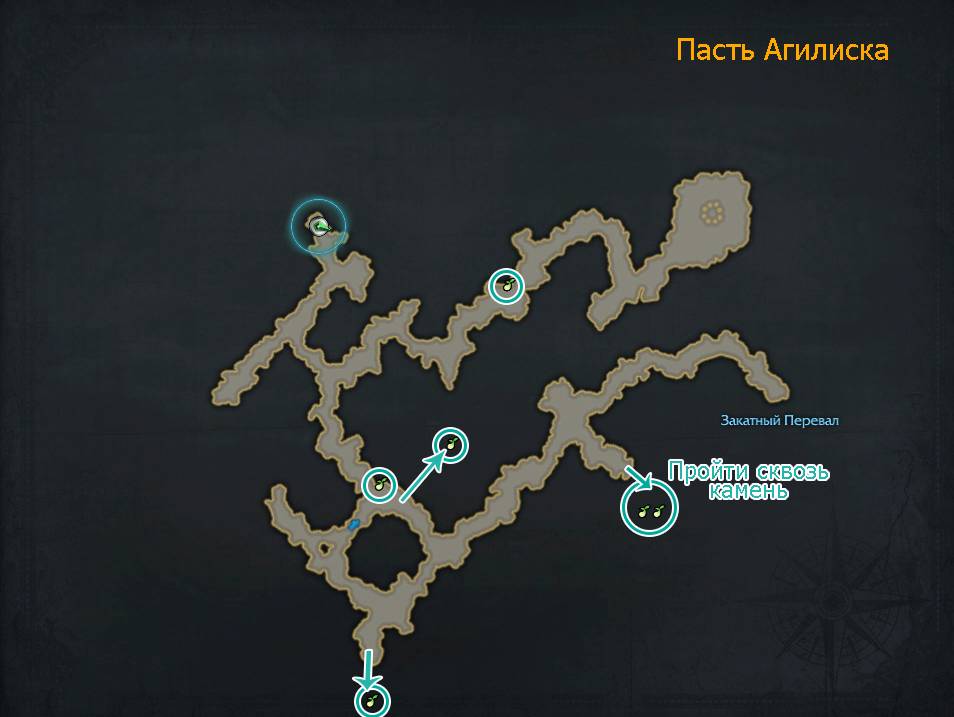 Пасть Агилиска
Закатный Перевал
Пройти сквозь
камень